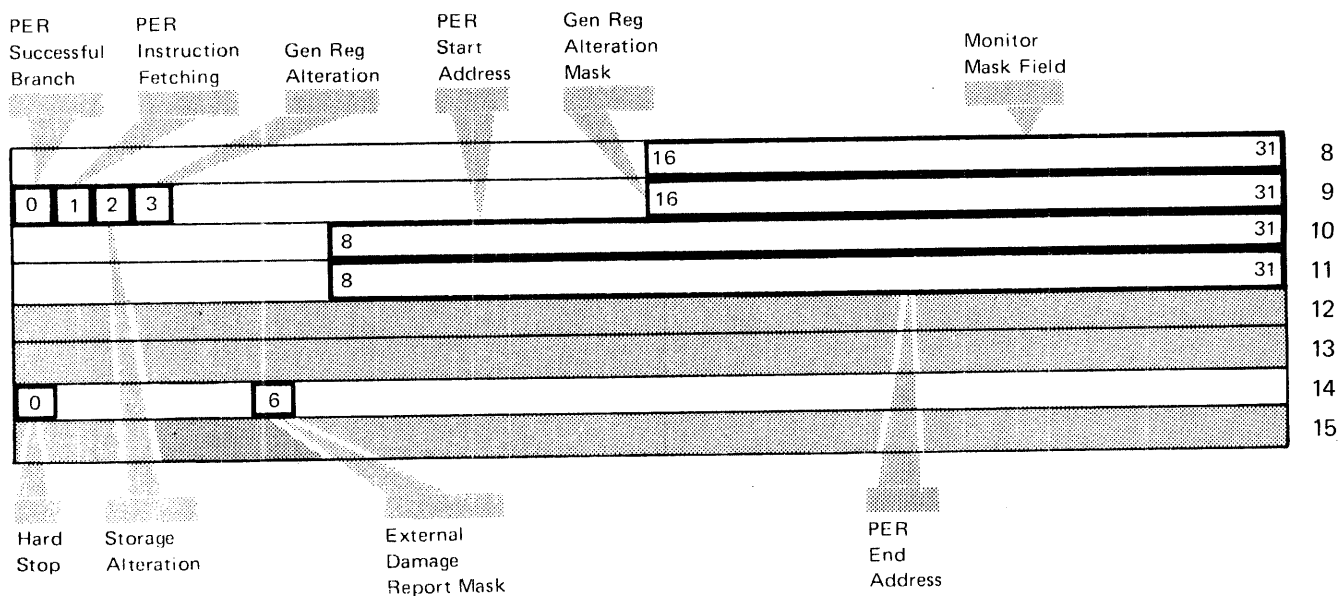 PER
Successful
Branch
PER
Instruction
Fetching
Gen Reg
Alteration
PER
Start
Address
Gen Reg
Alteration
Mask
Monitor
Mask Field
16 31 8
0 1 2 3 16 31 9
8 31 10
8 31 11
12
13
0 6 14
15
Hard
Stop
Storage
Alteration
External
Damage
Report Mask
PER
End
Address